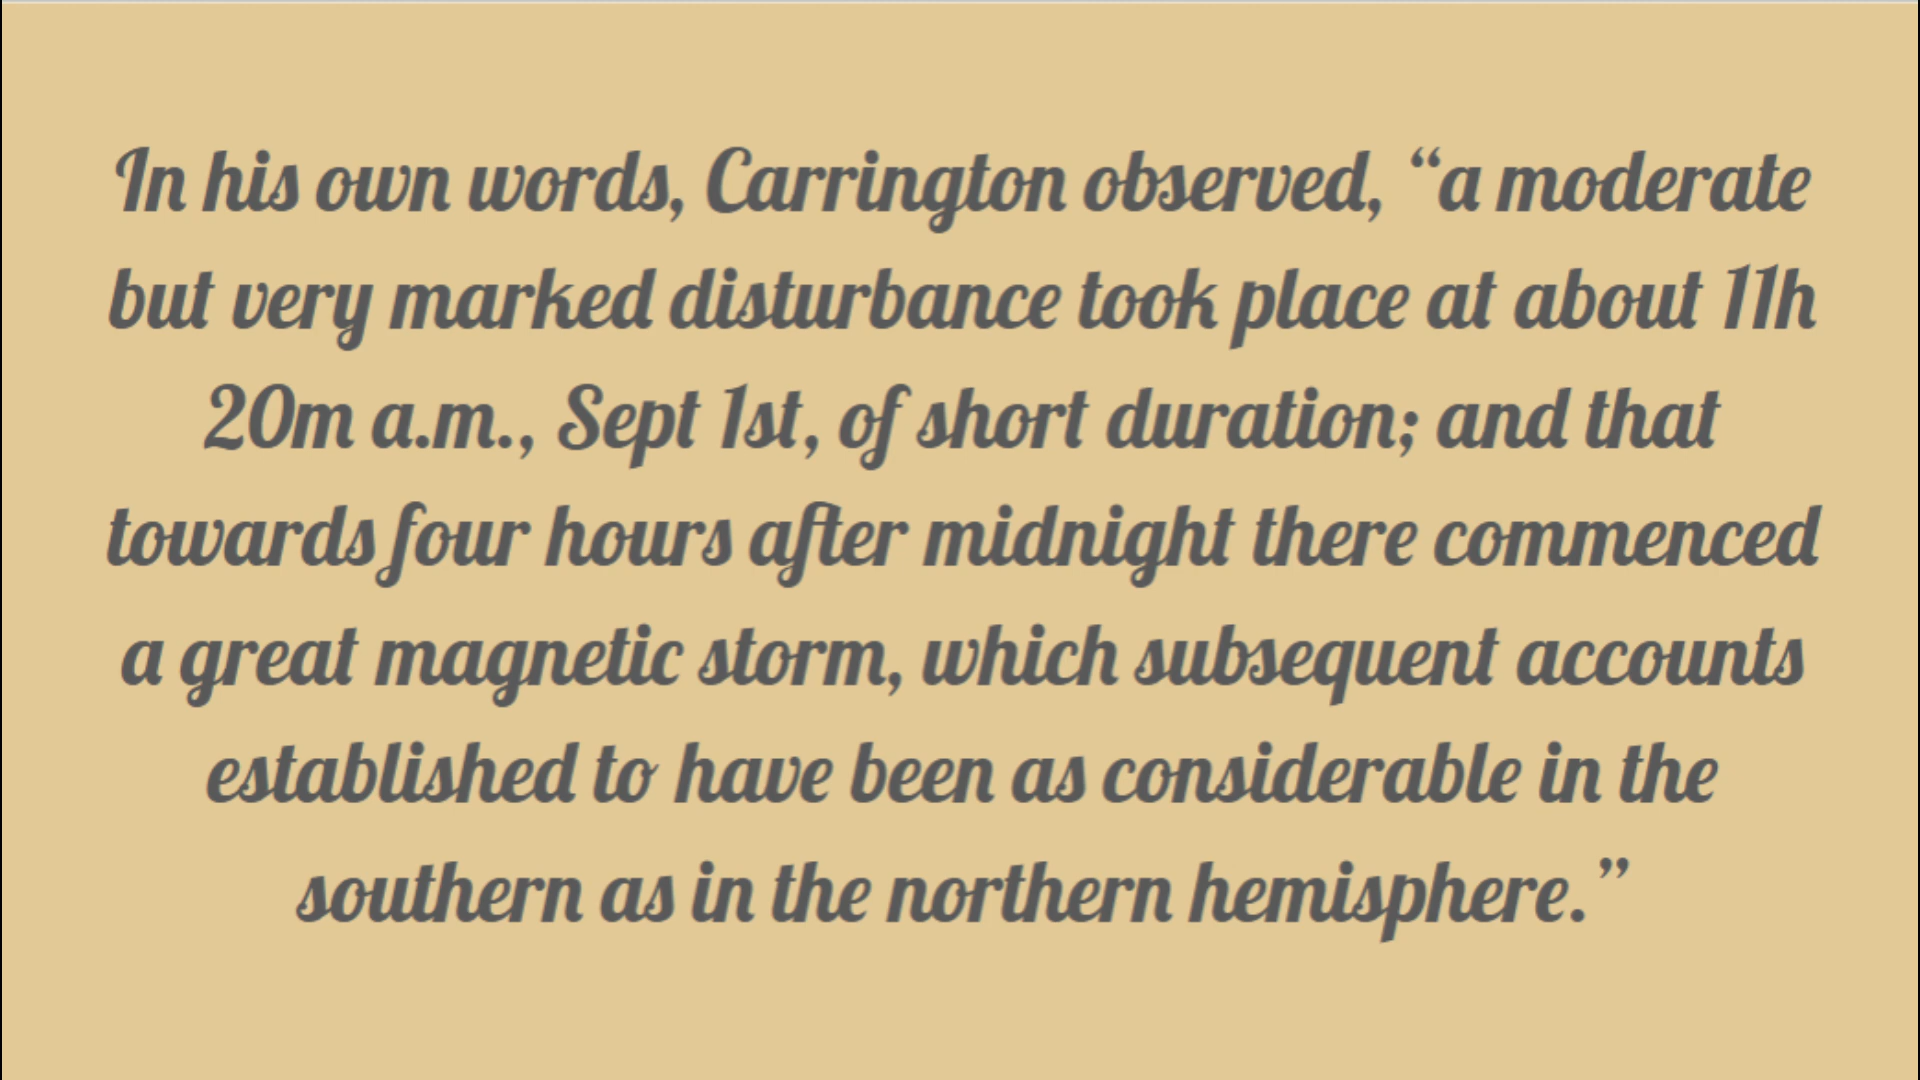 In his own words, Carrington observed, “a moderate
but very marked disturbance took place at about 11h
20m a.m., Sept 1st, of short duration; and that
towards four hours after midnight there commenced
a great magnetic storm, which subsequent accounts
established to have been as considerable in the
southern as in the northern hemisphere.”